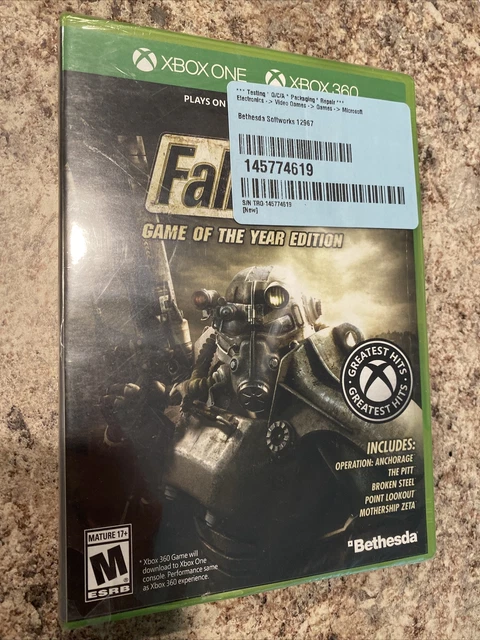 XBOX ONE XBOX 360
PLAYS ON
*** Testing * Q/C/A * Packaging * Repair ***
Electronics -> Video Games -> Games -> Microsoft
Bethesda Softworks 12967
145774619
S/N TRG-145774619
[New]
GAME OF THE YEAR EDITION
GREATEST HITS
GREATEST HITS
INCLUDES:
OPERATION: ANCHORAGE
THE PITT
BROKEN STEEL
POINT LOOKOUT
MOTHERSHIP ZETA
MATURE 17+
M
ESRB
* Xbox 360 Game will
download to Xbox One
console. Performance same
as Xbox 360 experience.
Bethesda